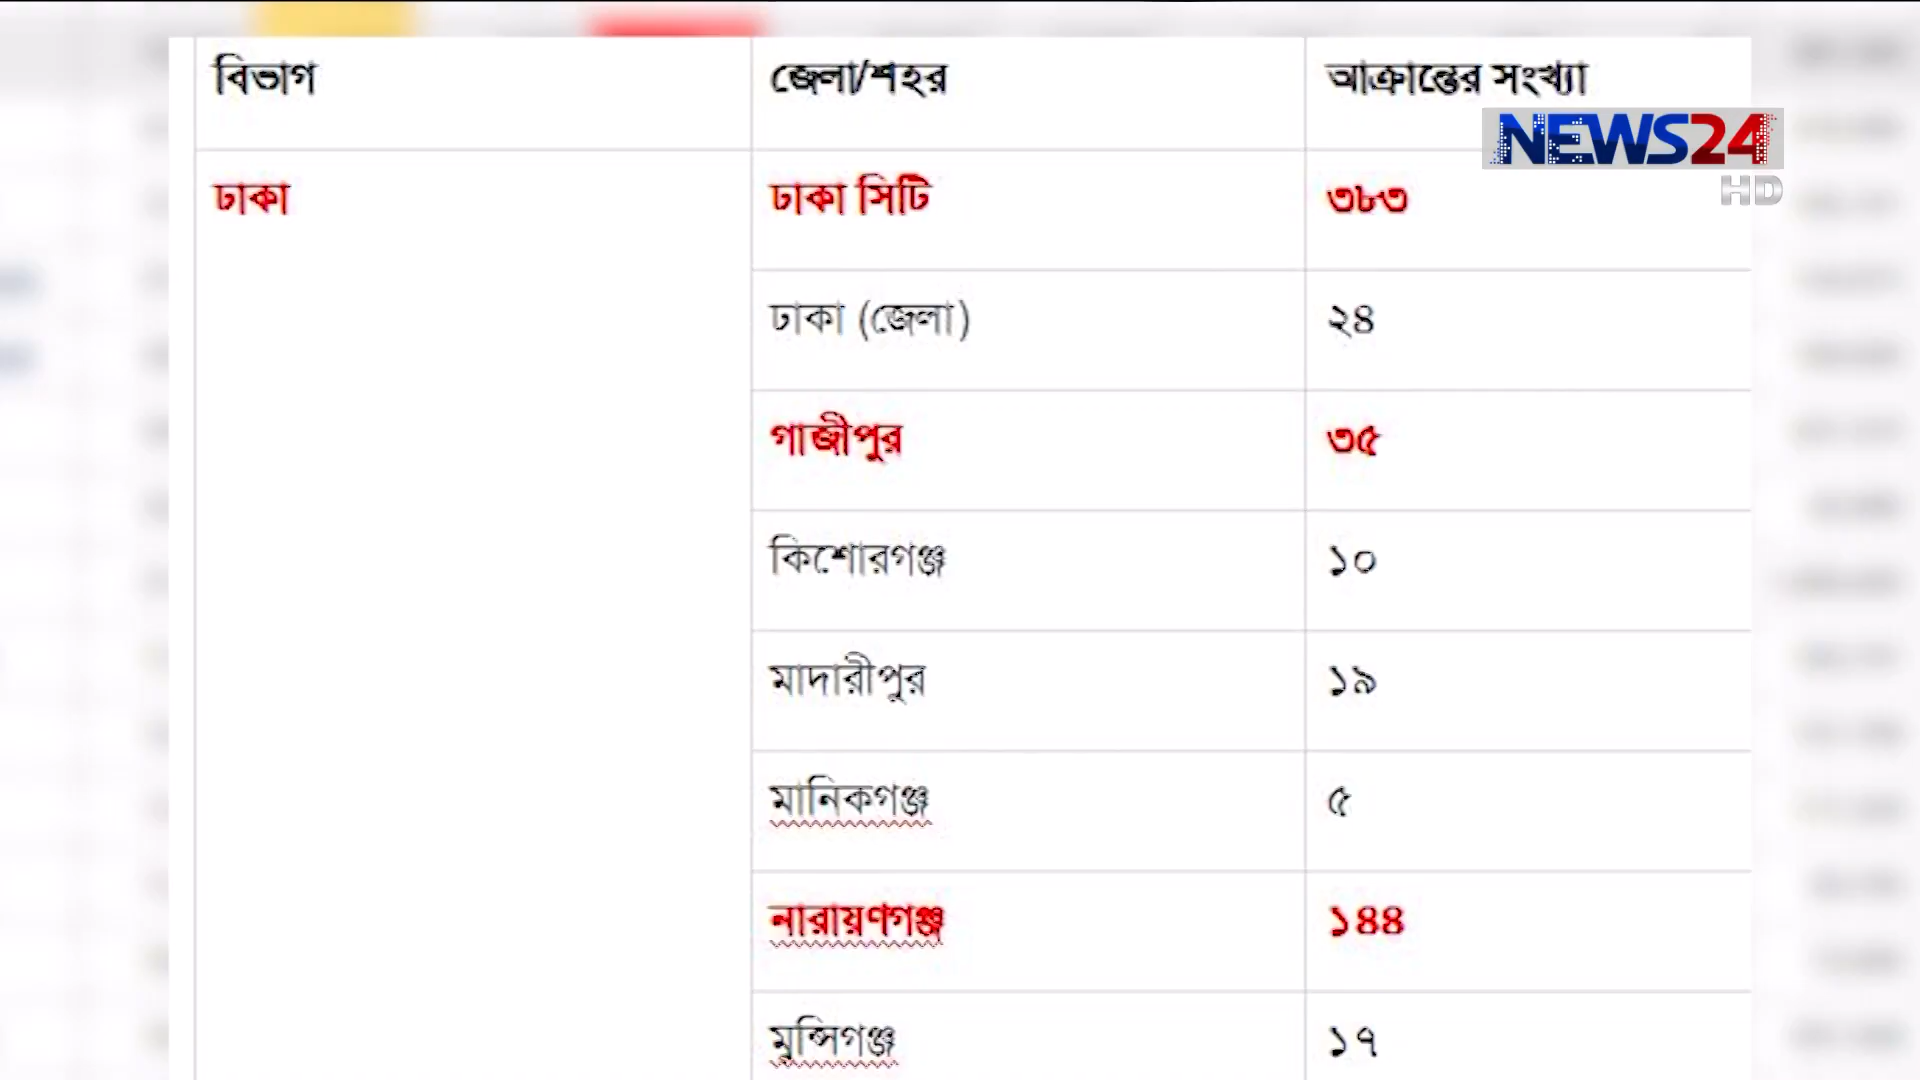 বিভাগ জেলা/শহর আক্রান্তের সংখ্যা
NEWS24
HD
ঢাকা ঢাকা সিটি ৩৮৩
ঢাকা (জেলা) ২৪
গাজীপুর ৩৫
কিশোরগঞ্জ ১০
মাদারীপুর ১৯
মানিকগঞ্জ ৫
নারায়ণগঞ্জ ১৪৪
মুন্সিগঞ্জ ১৭